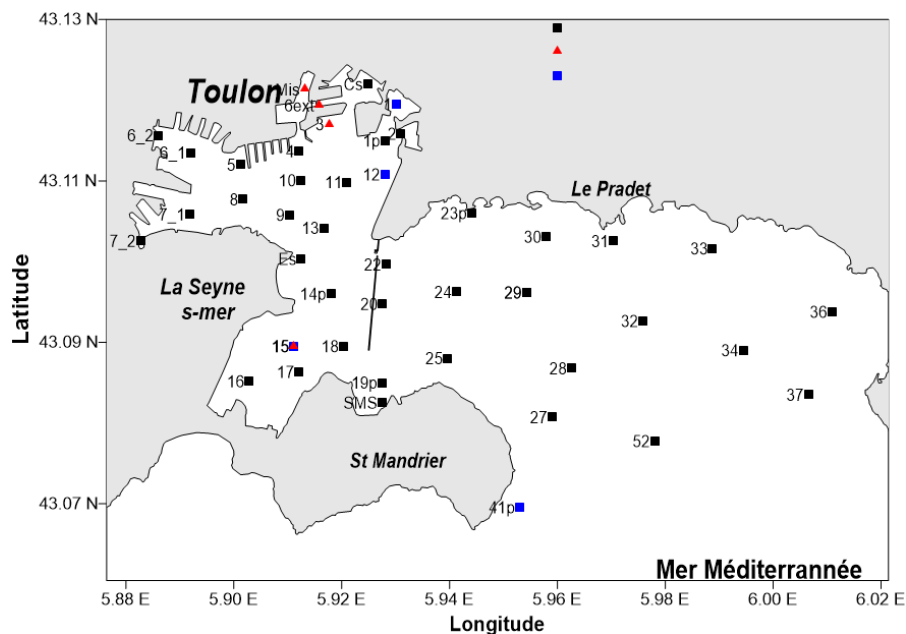 43.13 N
Toulon
Mis
Cs
6ext
1
3
2
6_2
1p
6_1
4
5
12
43.11 N
10
11
Le Pradet
8
7_1
9
23p
13
30
31
7_2
33
Es
22
La Seyne
s-mer
14p
24
29
20
36
32
Latitude
43.09 N
15
18
34
25
17
28
16
19p
37
SMS
27
52
St Mandrier
43.07 N
41p
Mer Méditerrannée
5.88 E
5.90 E
5.92 E
5.94 E
5.96 E
5.98 E
6.00 E
6.02 E
Longitude